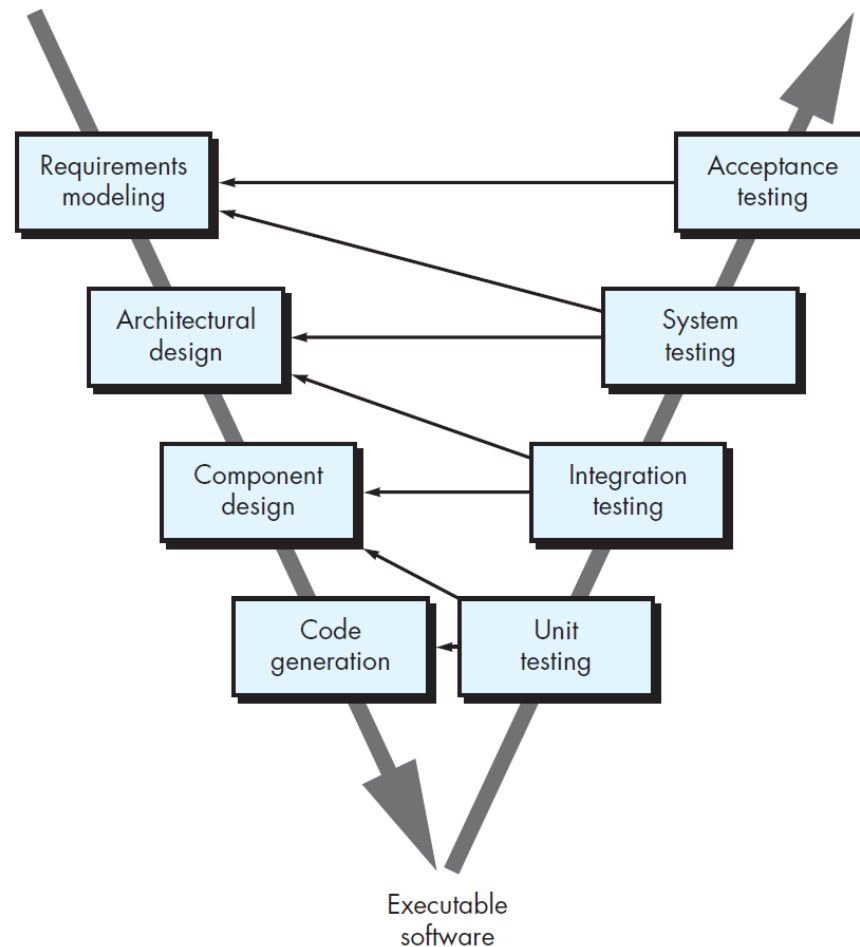 Requirements
modeling
Acceptance
testing
Architectural
design
System
testing
Component
design
Integration
testing
Code
generation
Unit
testing
Executable
software